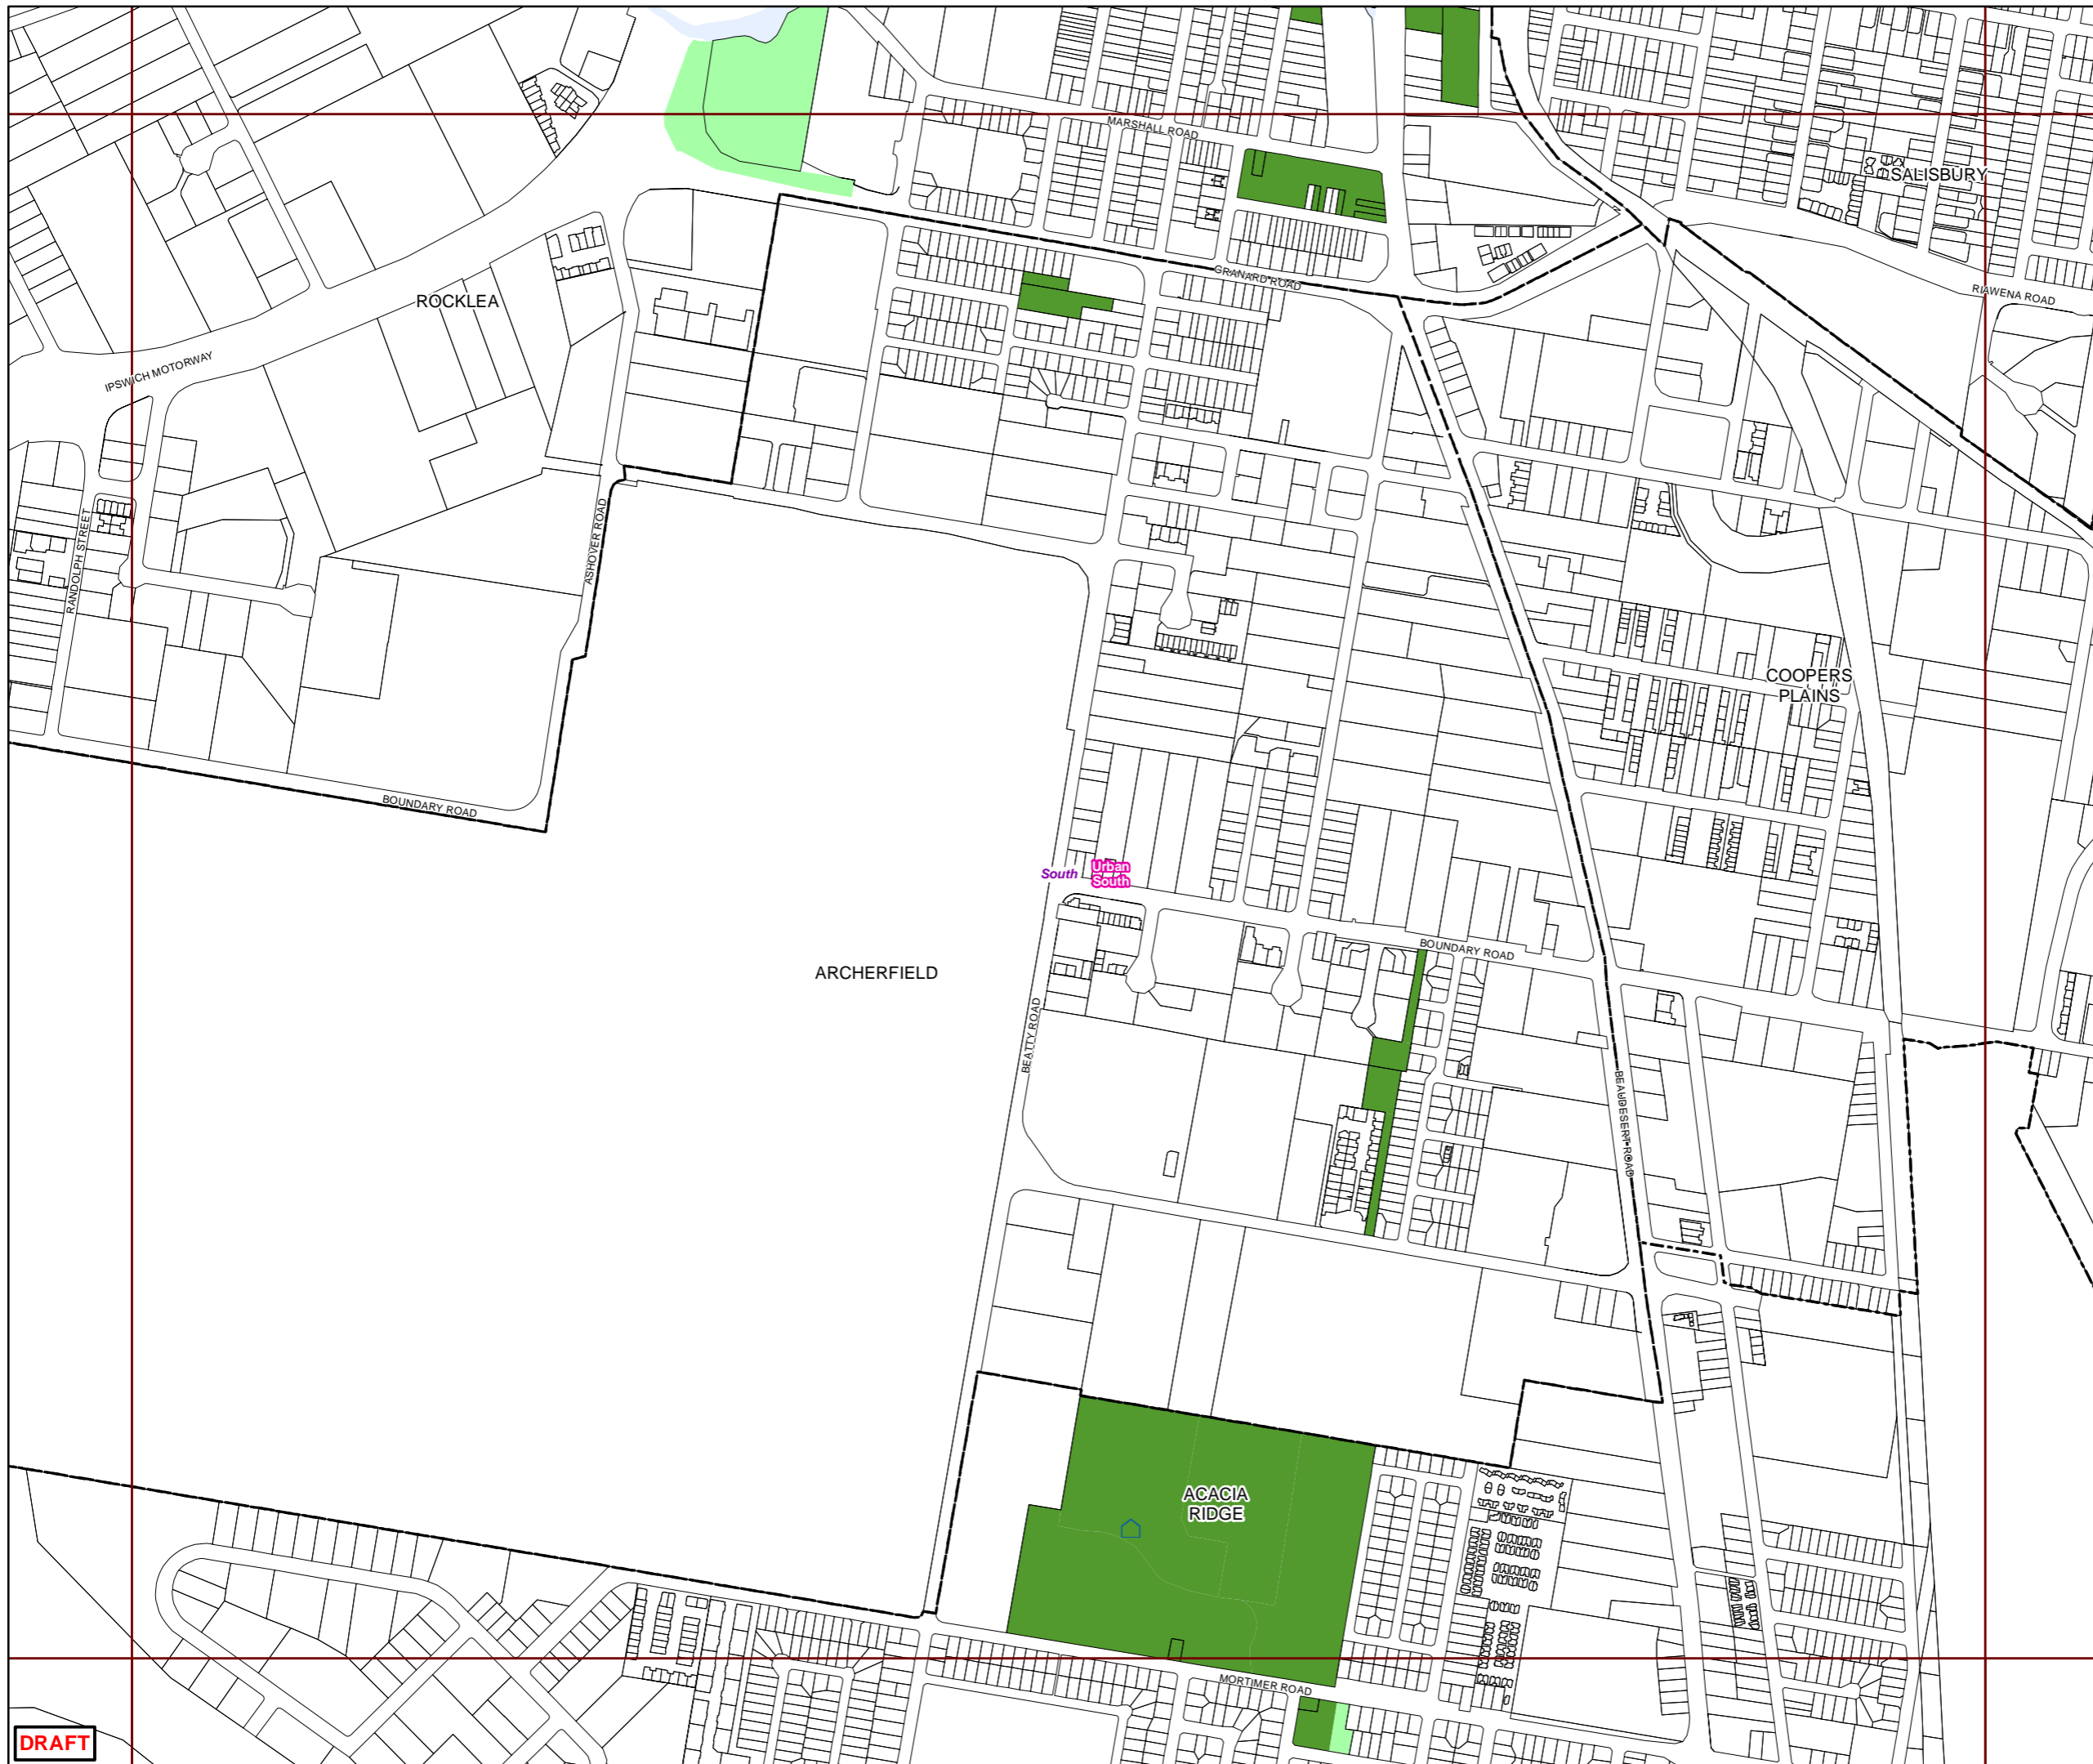 MARSHALL ROAD
SALISBURY
GRANARD ROAD
RIAWENA ROAD
ROCKLEA
IPSWICH MOTORWAY
RANDOLPH STREET
ASHOVER ROAD
COOPERS
PLAINS
BOUNDARY ROAD
South
Urban
South
BOUNDARY ROAD
ARCHERFIELD
BEATTY ROAD
BEAUDESERT ROAD
ACACIA
RIDGE
MORTIMER ROAD
DRAFT